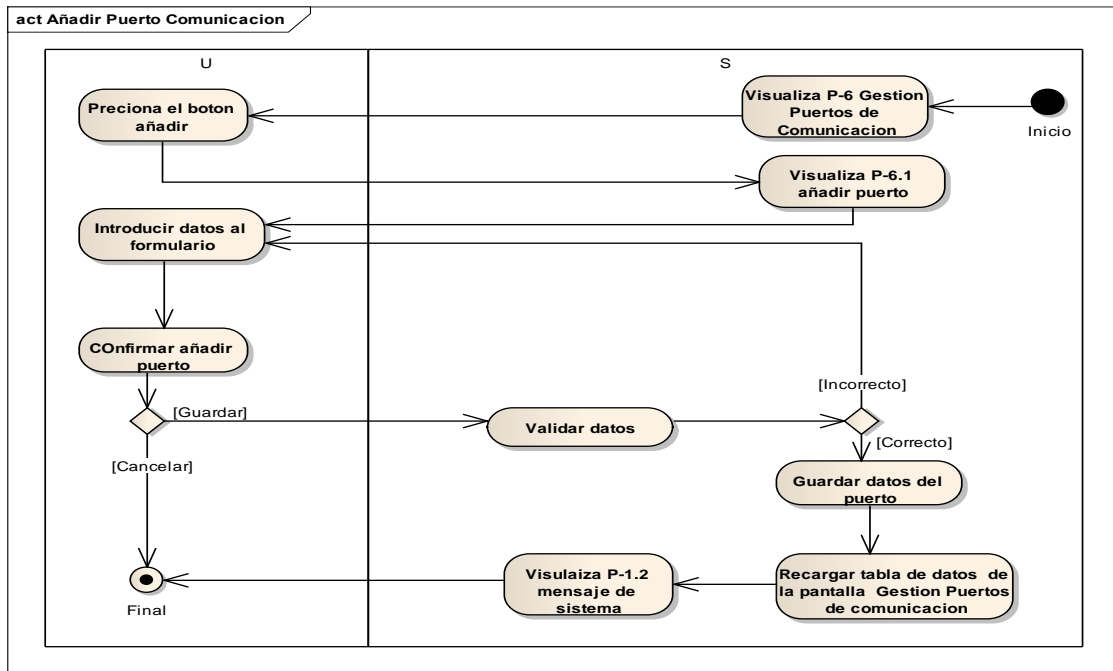 act Añadir Puerto Comunicacion
U
S
Preciona el boton
añadir
Visualiza P-6 Gestion
Puertos de
Comunicacion
Inicio
Visualiza P-6.1
añadir puerto
Introducir datos al
formulario
COnfirmar añadir
puerto
[Guardar]
[Cancelar]
Validar datos
[Incorrecto]
[Correcto]
Guardar datos del
puerto
Recargar tabla de datos de
la pantalla Gestion Puertos
de comunicacion
Visulaiza P-1.2
mensaje de
sistema
Final